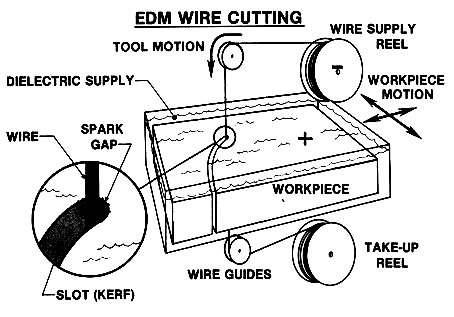 EDM WIRE CUTTING
TOOL MOTION
WIRE SUPPLY
REEL
DIELECTRIC SUPPLY
WORKPIECE
MOTION
WIRE
SPARK
GAP
WORKPIECE
WIRE GUIDES
TAKE-UP
REEL
SLOT (KERF)